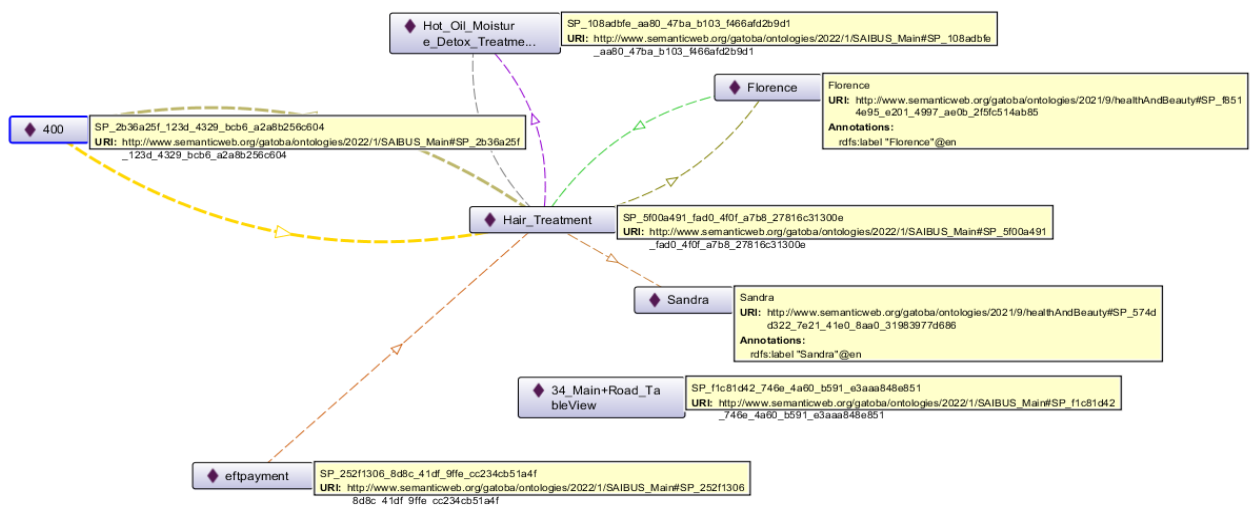 Hot_Oil_Moistur
e_Detox_Treatme...
SP_108adbfe_aa80_47ba_b103_f466afd2b9d1
URI: http://www.semanticweb.org/gatoba/ontologies/2022/1/SAIBUS_Main#SP_108adbfe
_aa80_47ba_b103_f466afd2b9d1
Florence
Florence
URI: http://www.semanticweb.org/gatoba/ontologies/2021/9/healthAndBeauty#SP_f851
4e95_e201_4997_ae0b_2f5fc514ab85
Annotations:
rdfs:label "Florence"@en
400
SP_2b36a25f_123d_4329_bcb6_a2a8b256c604
URI: http://www.semanticweb.org/gatoba/ontologies/2022/1/SAIBUS_Main#SP_2b36a25f
_123d_4329_bcb6_a2a8b256c604
Hair_Treatment
SP_5f00a491_fad0_4f0f_a7b8_27816c31300e
URI: http://www.semanticweb.org/gatoba/ontologies/2022/1/SAIBUS_Main#SP_5f00a491
_fad0_4f0f_a7b8_27816c31300e
Sandra
Sandra
URI: http://www.semanticweb.org/gatoba/ontologies/2021/9/healthAndBeauty#SP_574d
d322_7e21_41e0_8aa0_31983977d686
Annotations:
rdfs:label "Sandra"@en
34_Main+Road_Ta
bleView
SP_f1c81d42_746e_4a60_b591_e3aaa848e851
URI: http://www.semanticweb.org/gatoba/ontologies/2022/1/SAIBUS_Main#SP_f1c81d42
_746e_4a60_b591_e3aaa848e851
eftpayment
SP_252f1306_8d8c_41df_9ffe_cc234cb51a4f
URI: http://www.semanticweb.org/gatoba/ontologies/2022/1/SAIBUS_Main#SP_252f1306
_8d8c_41df_9ffe_cc234cb51a4f